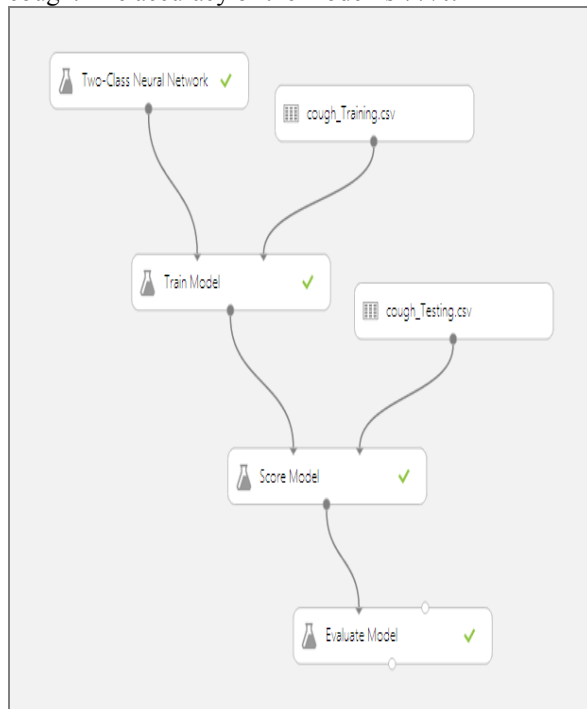 Two-Class Neural Network
cough_Training.csv
Train Model
cough_Testing.csv
Score Model
Evaluate Model